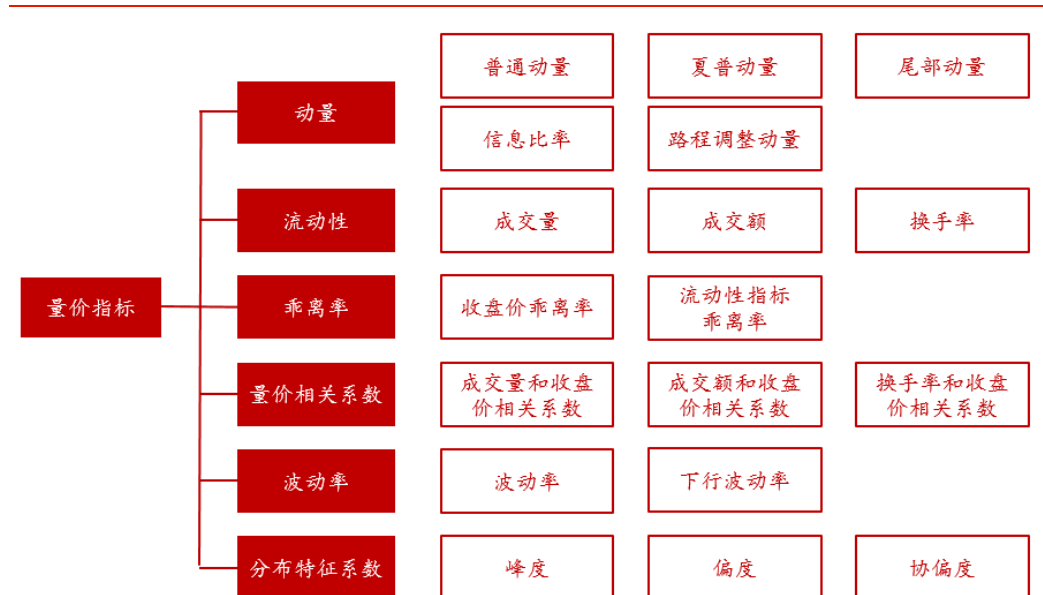 普通动量
夏普动量
尾部动量
动量
信息比率
路程调整动量
流动性
成交量
成交额
换手率
量价指标
乖离率
收盘价乖离率
流动性指标
乖离率
量价相关系数
成交量和收盘
价相关系数
成交额和收盘
价相关系数
换手率和收盘
价相关系数
波动率
波动率
下行波动率
分布特征系数
峰度
偏度
协偏度